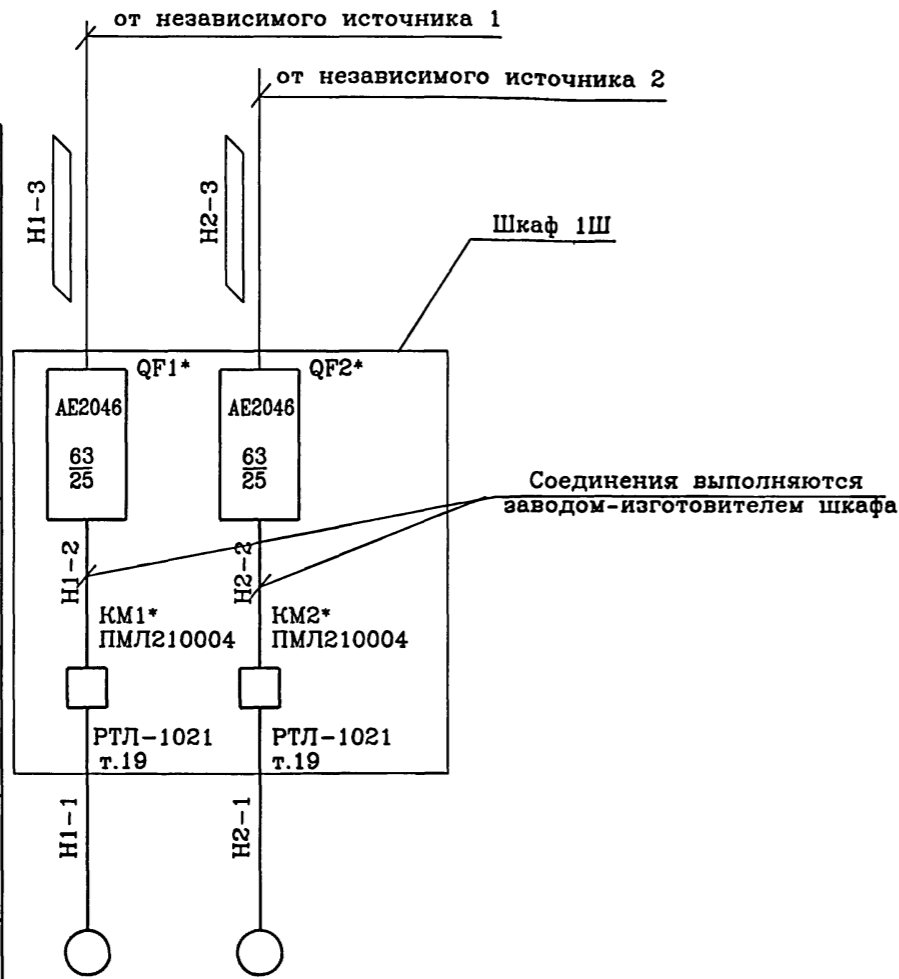 от независимого источника 1
от независимого источника 2
Н1-3
Н2-3
Шкаф 1Ш
QF1*
QF2*
АЕ2046
АЕ2046
63
25
63
25
Соединения выполняются
заводом-изготовителем шкафа
Н1-2
Н2-2
КМ1*
ПМЛ210004
КМ2*
ПМЛ210004
РТЛ-1021
т.19
РТЛ-1021
т.19
Н1-1
Н2-1